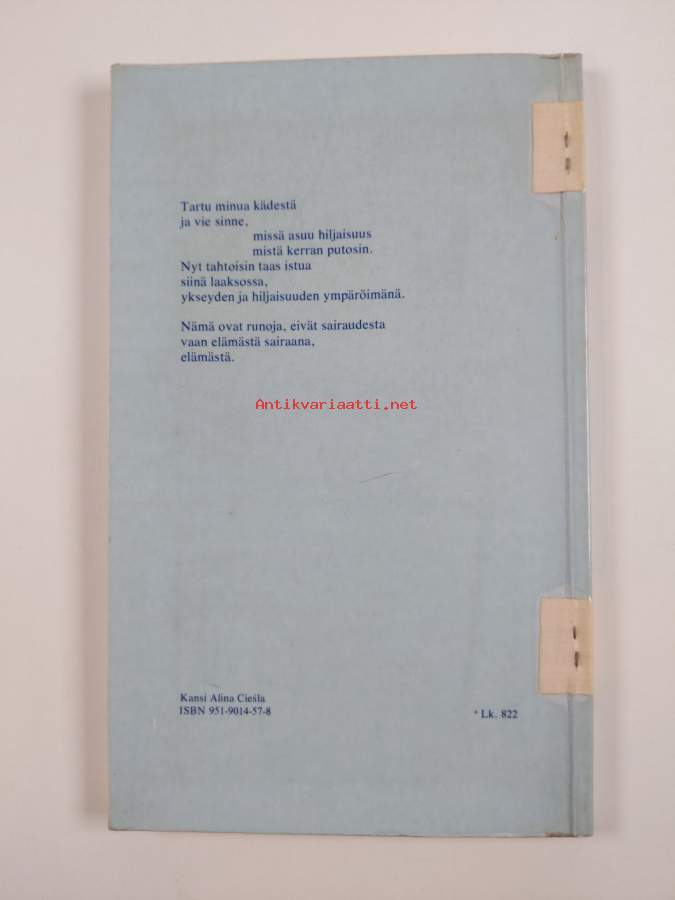 Tartu minua kädestä
ja vie sinne,
missä asuu hiljaisuus
mistä kerran putosin.
Nyt tahtoisin taas istua
siinä laaksossa,
ykseyden ja hiljaisuuden ympäröimänä.
Nämä ovat runoja, eivät sairaudesta
vaan elämästä sairaana,
elämästä.
Antikvariaatti.net
Kansi Alina Cieśla
ISBN 951-9014-57-8
* Lk. 822